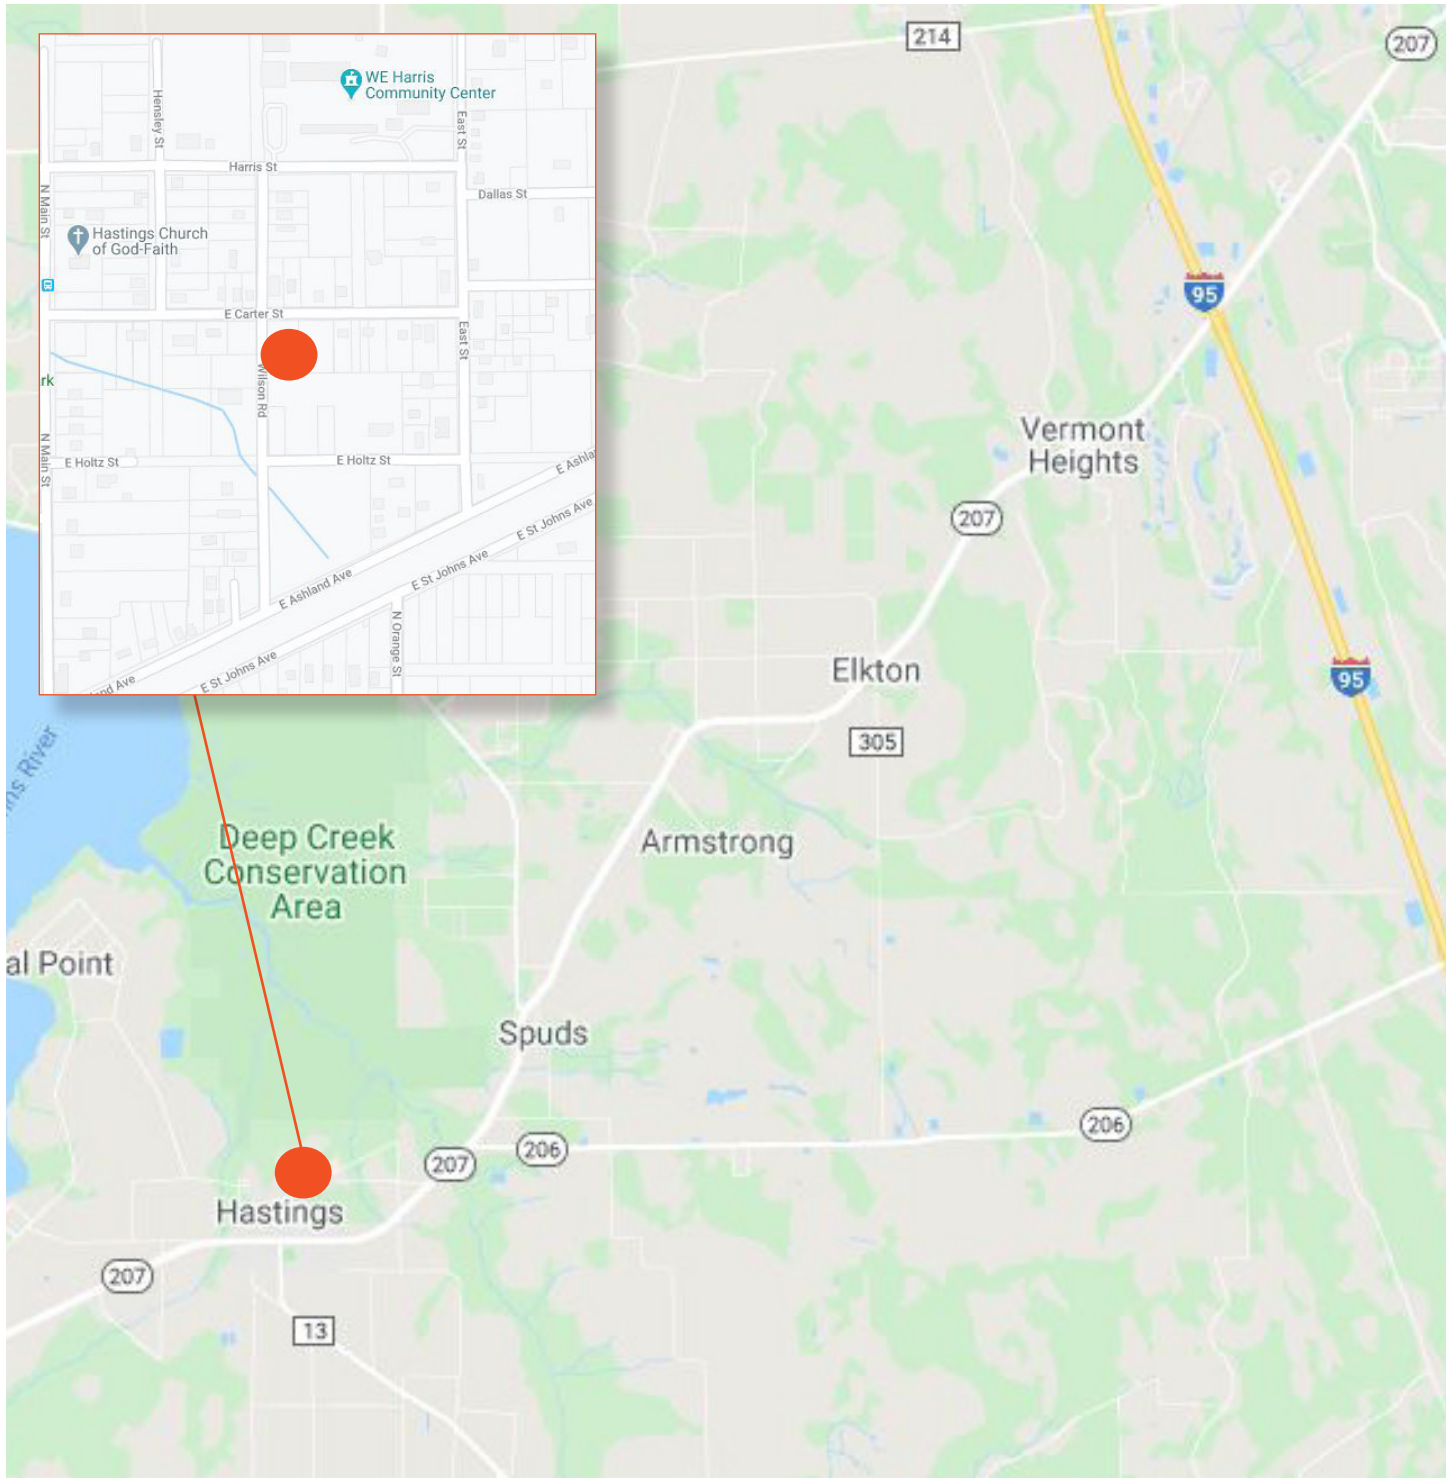 214
207
WE Harris
Community Center
Hensley St
East St
Harris St
N Main St
Dallas St
Hastings Church
of God-Faith
95
E Carter St
East St
Wilson Rd
rk
N Main St
E Holtz St
E Holtz St
E Ashla
E St Johns Ave
E St Johns Ave
E Ashland Ave
N Orange St
E St Johns Ave
and Ave
Vermont
Heights
207
Elkton
95
305
ns River
Deep Creek
Conservation
Area
Armstrong
al Point
Spuds
206
206
207
Hastings
207
13